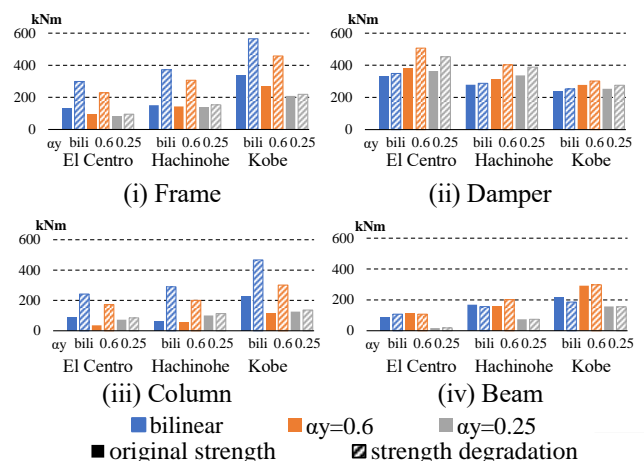 kNm kNm
600 600
400 400
200 200
0 0
αy bili 0.6 0.25 bili 0.6 0.25 bili 0.6 0.25 αy bili 0.6 0.25 bili 0.6 0.25 bili 0.6 0.25
El Centro Hachinohe Kobe El Centro Hachinohe Kobe
(i) Frame (ii) Damper
kNm kNm
600 600
400 400
200 200
0 0
αy bili 0.6 0.25 bili 0.6 0.25 bili 0.6 0.25 αy bili 0.6 0.25 bili 0.6 0.25 bili 0.6 0.25
El Centro Hachinohe Kobe El Centro Hachinohe Kobe
(iii) Column (iv) Beam
bilinear αy=0.6 αy=0.25
original strength strength degradation